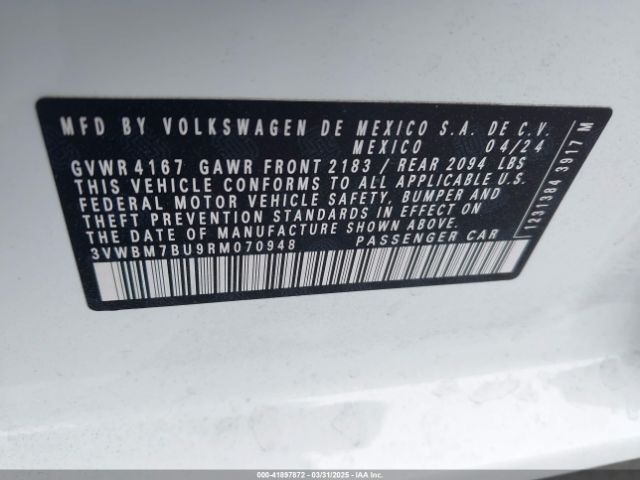 MFD BY VOLKSWAGEN DE MEXICO S.A. DE C.V.
MEXICO 04/24
GVWR 4167 GAWR FRONT 2183 / REAR 2094 LBS
THIS VEHICLE CONFORMS TO ALL APPLICABLE U.S.
FEDERAL MOTOR VEHICLE SAFETY, BUMPER AND
THEFT PREVENTION STANDARDS IN EFFECT ON
THE DATE OF MANUFACTURE SHOWN ABOVE.
3VWBM7BU9RM070948 PASSENGER CAR
1291384 3917 M
000-41897872 - 03/31/2025 - IAA Inc.